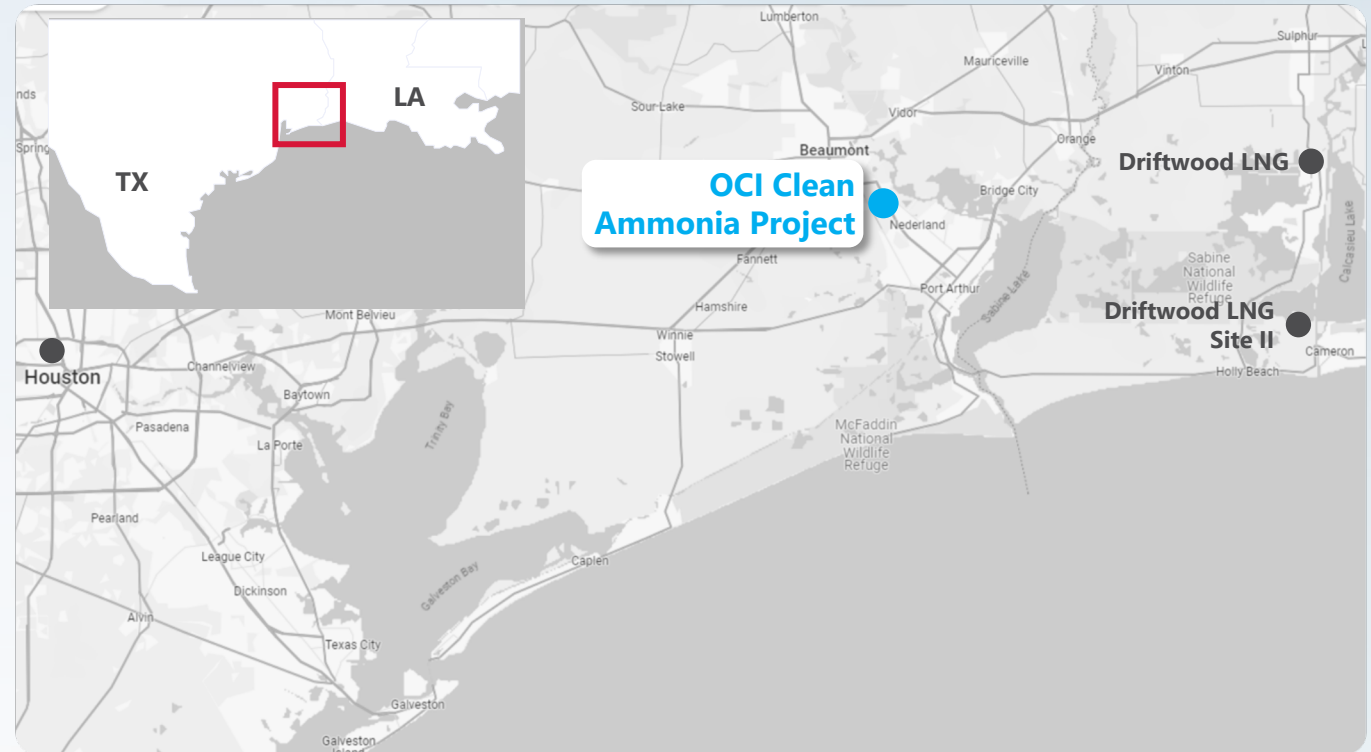 Lumberton
Sulphur
Mauriceville
Vinton
nds
LA
Sour Lake
Vidor
Orange
Spring
Beaumont
Driftwood LNG
TX
OCI Clean
Ammonia Project
Bridge City
Nederland
Calcasieu Lake
Fannett
Sabine
National
Wildlife
Refuge
Port Arthur
Sabine Lake
Hamshire
Driftwood LNG
Site II
Mont Belvieu
Winnie
Stowell
Cameron
Houston
Channelview
Holly Beach
Baytown
Pasadena
Trinity Bay
McFaddin
National
Wildlife
Refuge
La Porte
Pearland
League City
Caplen
Dickinson
Galveston Bay
Alvin
Texas City
Galveston
Galveston